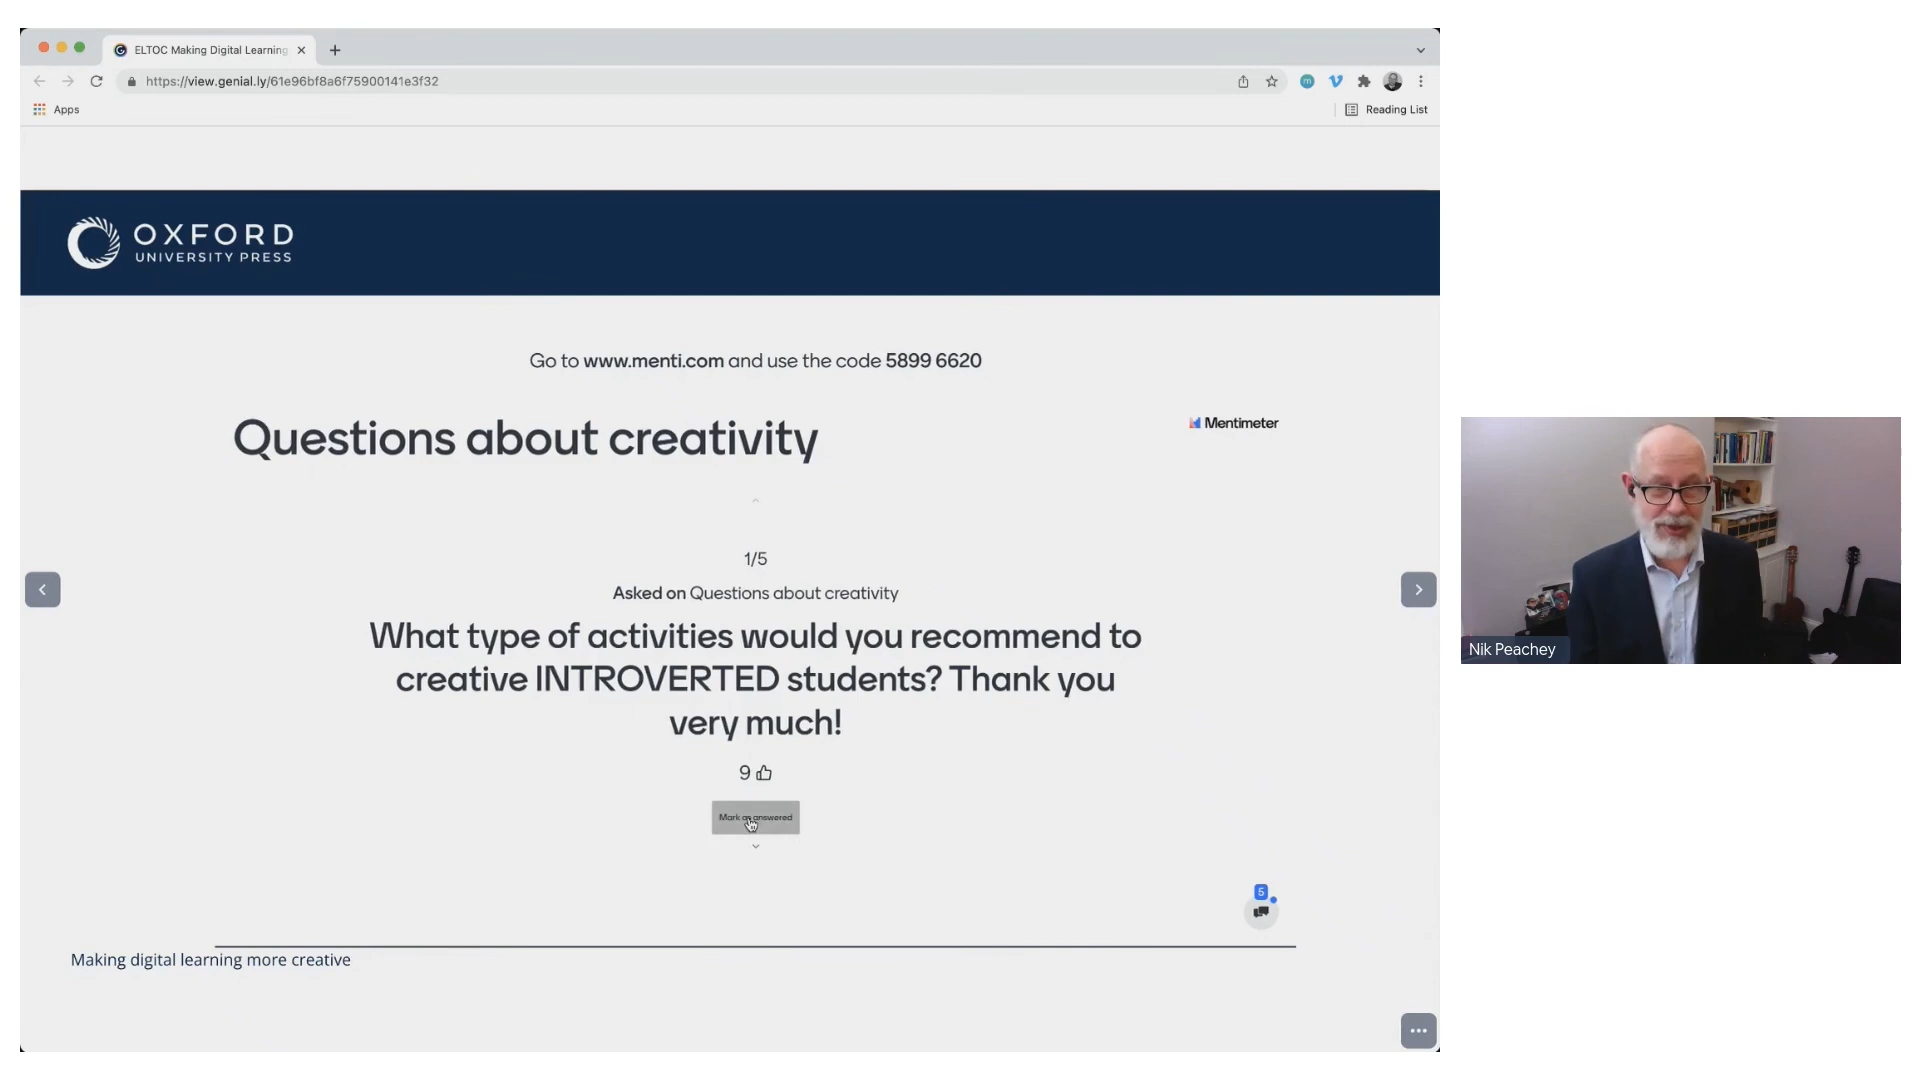 ELTOC Making Digital Learning
https://view.genial.ly/61e96bf8a6f75900141e3f32
Apps
Reading List
OXFORD
UNIVERSITY PRESS
Go to www.menti.com and use the code 5899 6620
Questions about creativity
Mentimeter
1/5
Asked on Questions about creativity
What type of activities would you recommend to
creative INTROVERTED students? Thank you
very much!
9
Mark as answered
5
Making digital learning more creative
Nik Peachey